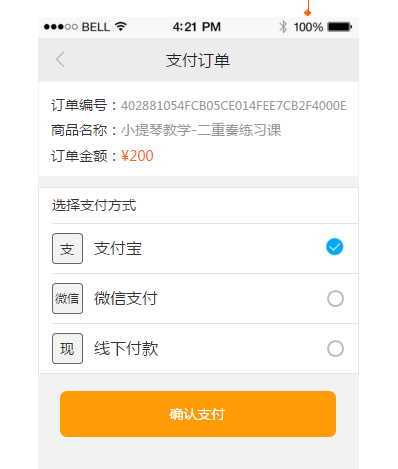 BELL 4:21 PM 100%
支付订单
订单编号：402881054FCB05CE014FEE7CB2F4000E
商品名称：小提琴教学-二重奏练习课
订单金额：¥200
选择支付方式
支 支付宝
微信 微信支付
现 线下付款
确认支付